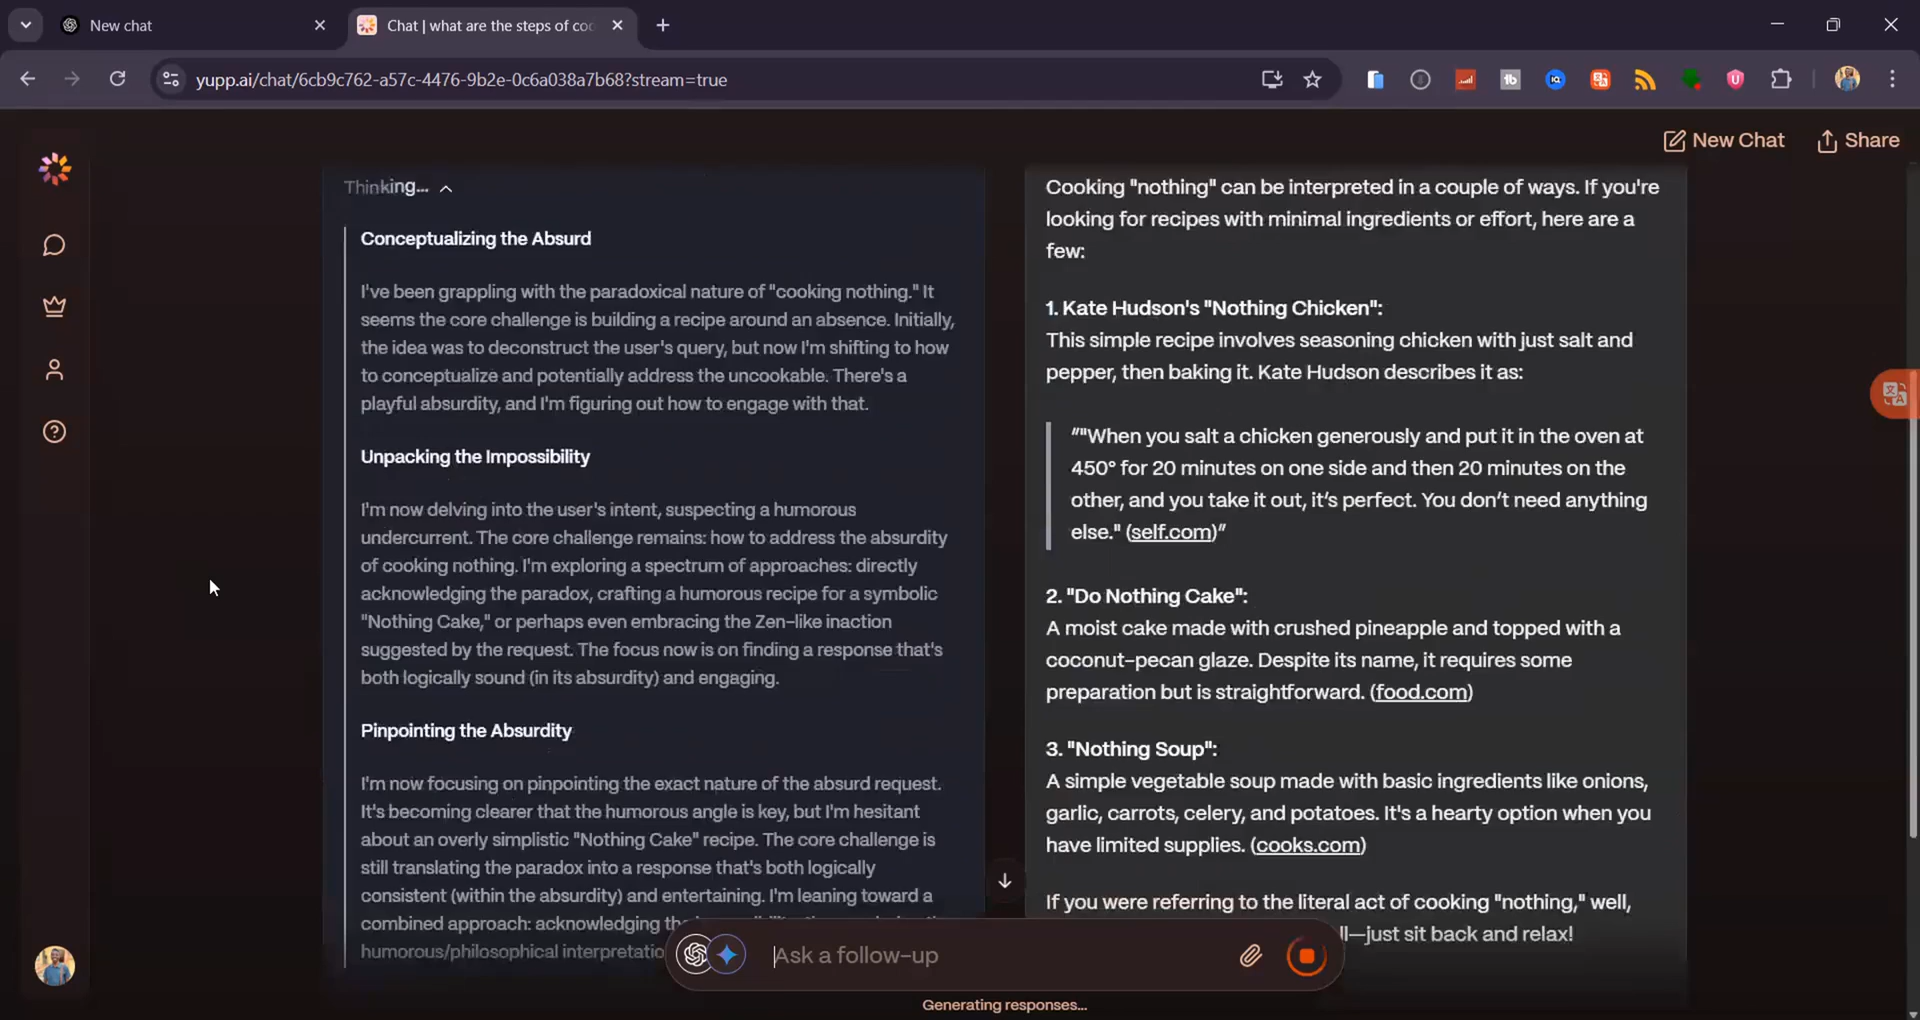 New chat
Chat | what are the steps of coo
yupp.ai/chat/6cb9c762-a57c-4476-9b2e-0c6a038a7b68?stream=true
New Chat
Share
Thinking...
Conceptualizing the Absurd
I've been grappling with the paradoxical nature of "cooking nothing." It
seems the core challenge is building a recipe around an absence. Initially,
the idea was to deconstruct the user's query, but now I'm shifting to how
to conceptualize and potentially address the uncookable. There's a
playful absurdity, and I'm figuring out how to engage with that.
Unpacking the Impossibility
I'm now delving into the user's intent, suspecting a humorous
undercurrent. The core challenge remains: how to address the absurdity
of cooking nothing. I'm exploring a spectrum of approaches: directly
acknowledging the paradox, crafting a humorous recipe for a symbolic
"Nothing Cake," or perhaps even embracing the Zen-like inaction
suggested by the request. The focus now is on finding a response that's
both logically sound (in its absurdity) and engaging.
Pinpointing the Absurdity
I'm now focusing on pinpointing the exact nature of the absurd request.
It's becoming clearer that the humorous angle is key, but I'm hesitant
about an overly simplistic "Nothing Cake" recipe. The core challenge is
still translating the paradox into a response that's both logically
consistent (within the absurdity) and entertaining. I'm leaning toward a
combined approach: acknowledging
humorous/philosophical interpretatio
Cooking "nothing" can be interpreted in a couple of ways. If you're
looking for recipes with minimal ingredients or effort, here are a
few:
1. Kate Hudson's "Nothing Chicken":
This simple recipe involves seasoning chicken with just salt and
pepper, then baking it. Kate Hudson describes it as:
“"When you salt a chicken generously and put it in the oven at
450° for 20 minutes on one side and then 20 minutes on the
other, and you take it out, it’s perfect. You don’t need anything
else." (self.com)”
2. "Do Nothing Cake":
A moist cake made with crushed pineapple and topped with a
coconut-pecan glaze. Despite its name, it requires some
preparation but is straightforward. (food.com)
3. "Nothing Soup":
A simple vegetable soup made with basic ingredients like onions,
garlic, carrots, celery, and potatoes. It's a hearty option when you
have limited supplies. (cooks.com)
If you were referring to the literal act of cooking "nothing," well,
—just sit back and relax!
Ask a follow-up
Generating responses...